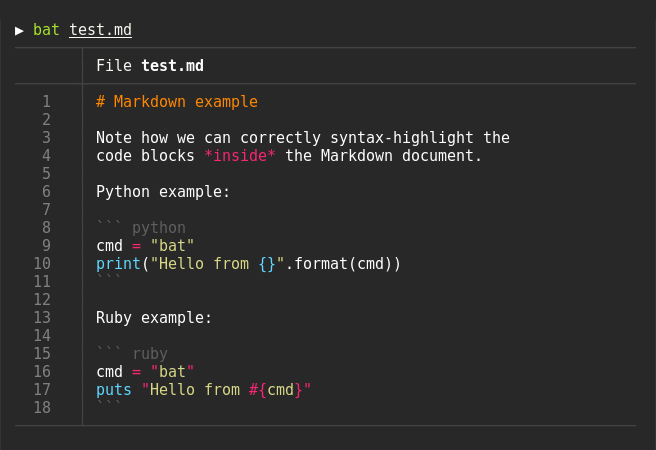 ▶ bat test.md
File test.md
1 # Markdown example
2
3 Note how we can correctly syntax-highlight the
4 code blocks *inside* the Markdown document.
5
6 Python example:
7
8 ``` python
9 cmd = "bat"
10 print("Hello from {}".format(cmd))
11 ```
12
13 Ruby example:
14
15 ``` ruby
16 cmd = "bat"
17 puts "Hello from #{cmd}"
18 ```